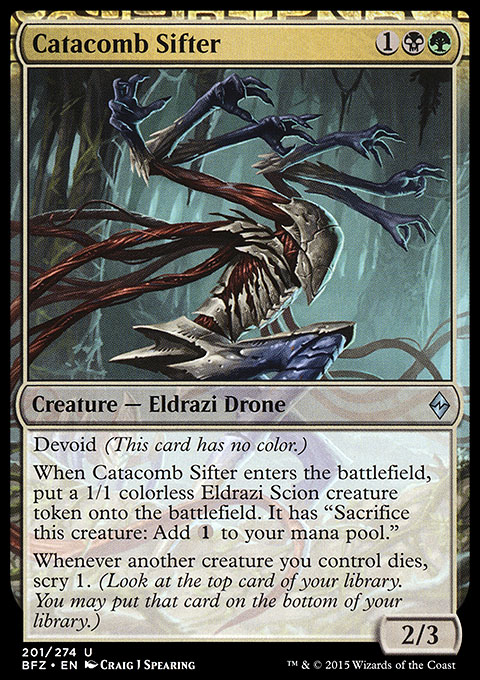 Catacomb Sifter 1
Creature — Eldrazi Drone
Devoid (This card has no color.)
When Catacomb Sifter enters the battlefield,
put a 1/1 colorless Eldrazi Scion creature
token onto the battlefield. It has “Sacrifice
this creature: Add 1 to your mana pool.”
Whenever another creature you control dies,
scry 1. (Look at the top card of your library.
You may put that card on the bottom of your
library.)
2/3
201/274 U
BFZ • EN Craig J Spearing
™ & © 2015 Wizards of the Coast